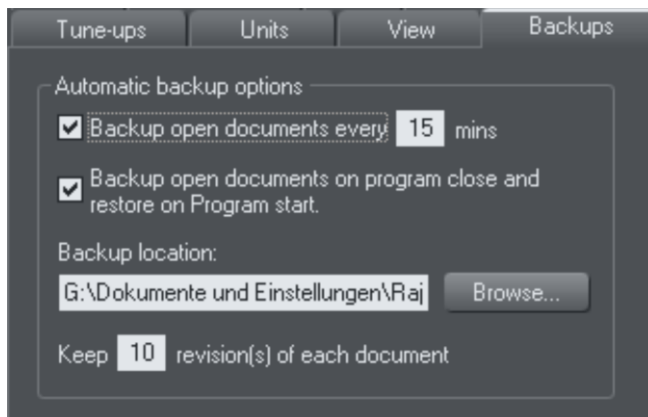 Tune-ups Units View Backups
Automatic backup options
Backup open documents every 15 mins
Backup open documents on program close and
restore on Program start.
Backup location:
G:\Dokumente und Einstellungen\Raj Browse...
Keep 10 revision(s) of each document